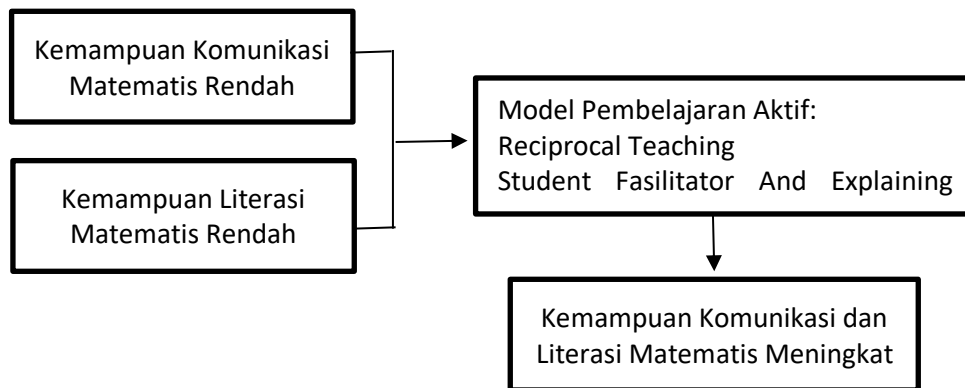 Kemampuan Komunikasi
Matematis Rendah
Kemampuan Literasi
Matematis Rendah
Model Pembelajaran Aktif:
Reciprocal Teaching
Student Fasilitator And Explaining
Kemampuan Komunikasi dan
Literasi Matematis Meningkat